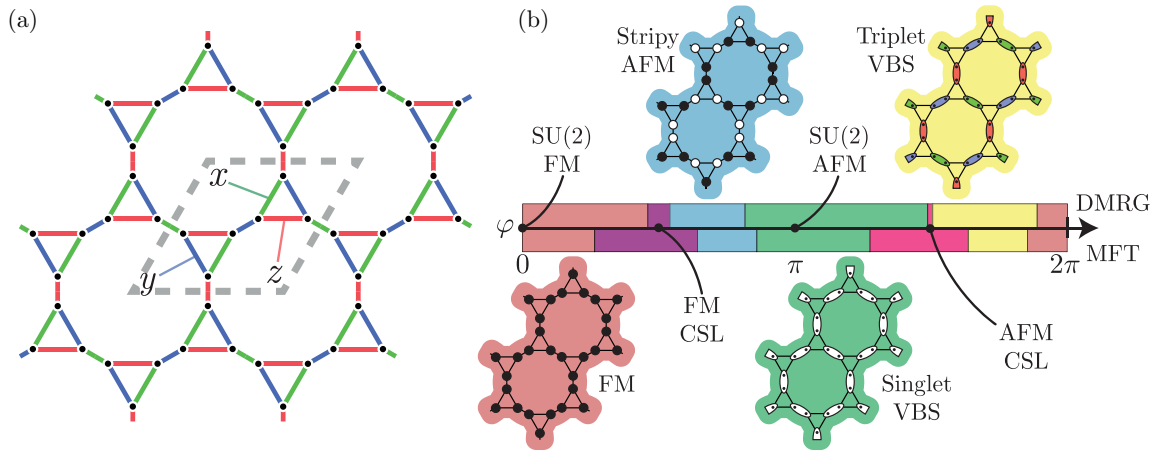 (a)
x
y
z
(b)
Stripy
AFM
Triplet
VBS
SU(2)
FM
SU(2)
AFM
DMRG
φ
MFT
0
π
2π
FM
CSL
AFM
CSL
FM
Singlet
VBS